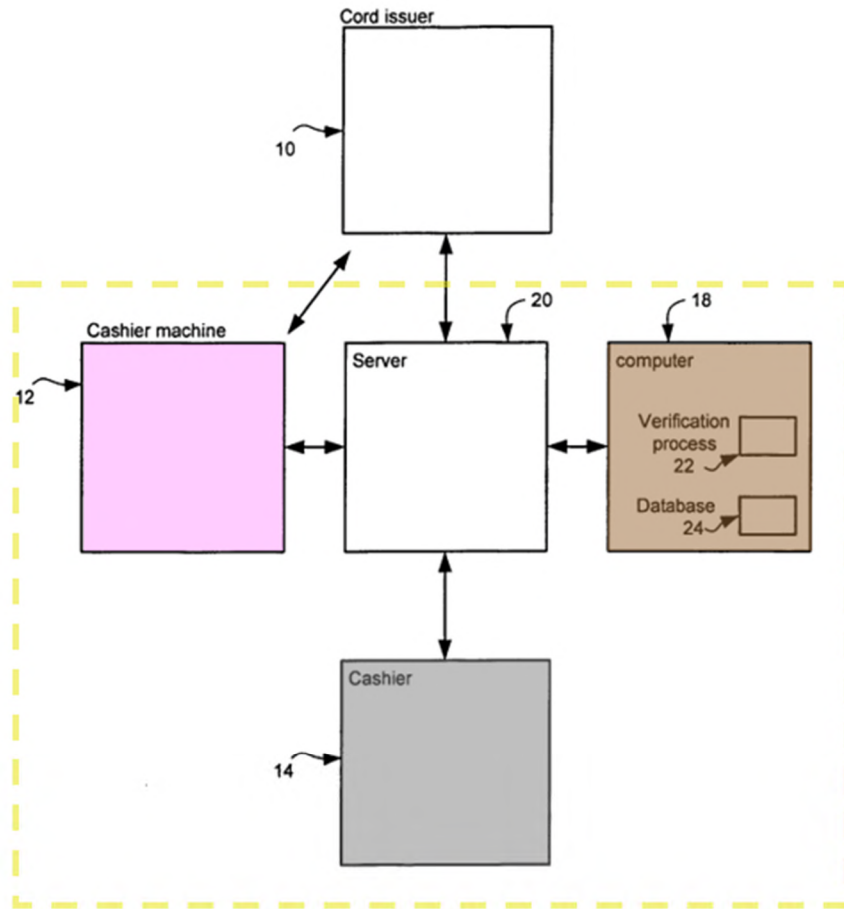 Cord issuer
10
20
18
Cashier machine
12
Server
computer
Verification
process
22
Database
24
Cashier
14